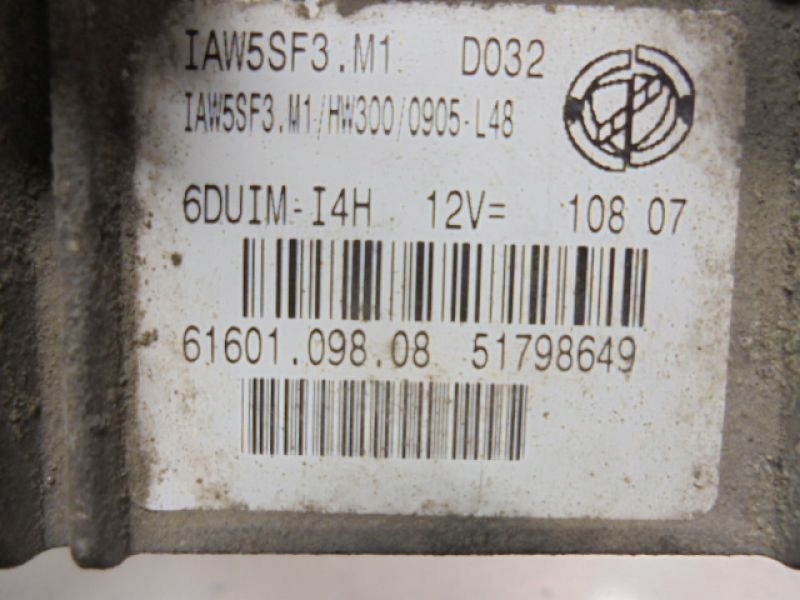 IAW5SF3.M1 D032
IAW5SF3.M1/HW300/0905-L48
6DUIM-I4H 12V= 108 07
61601.098.08 51798649